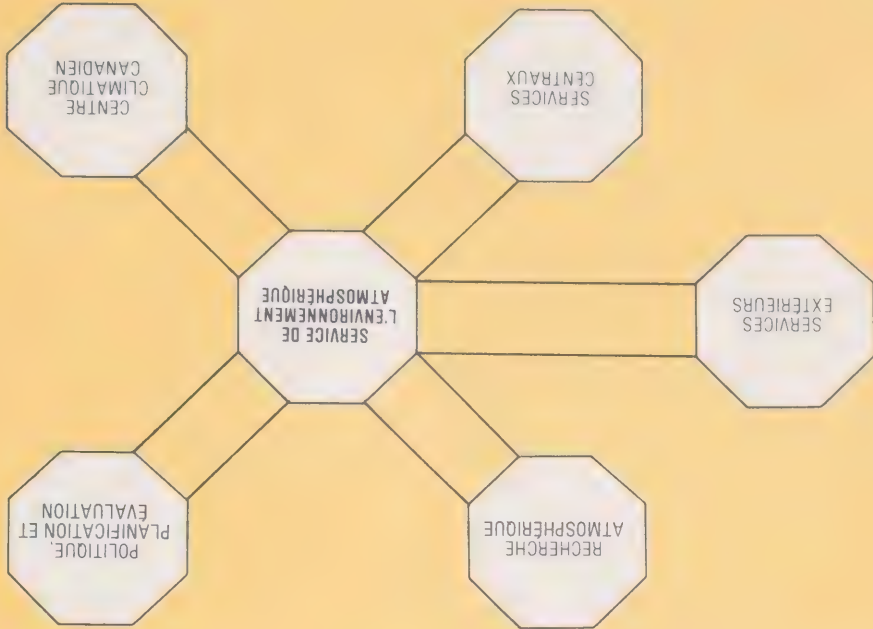 RECHERCHE
ATMOSPHÉRIQUE
POLITIQUE,
PLANIFICATION ET
ÉVALUATION
SERVICES
EXTÉRIEURS
SERVICE DE
L'ENVIRONNEMENT
ATMOSPHÉRIQUE
SERVICES
CENTRAUX
CENTRE
CLIMATIQUE
CANADIEN